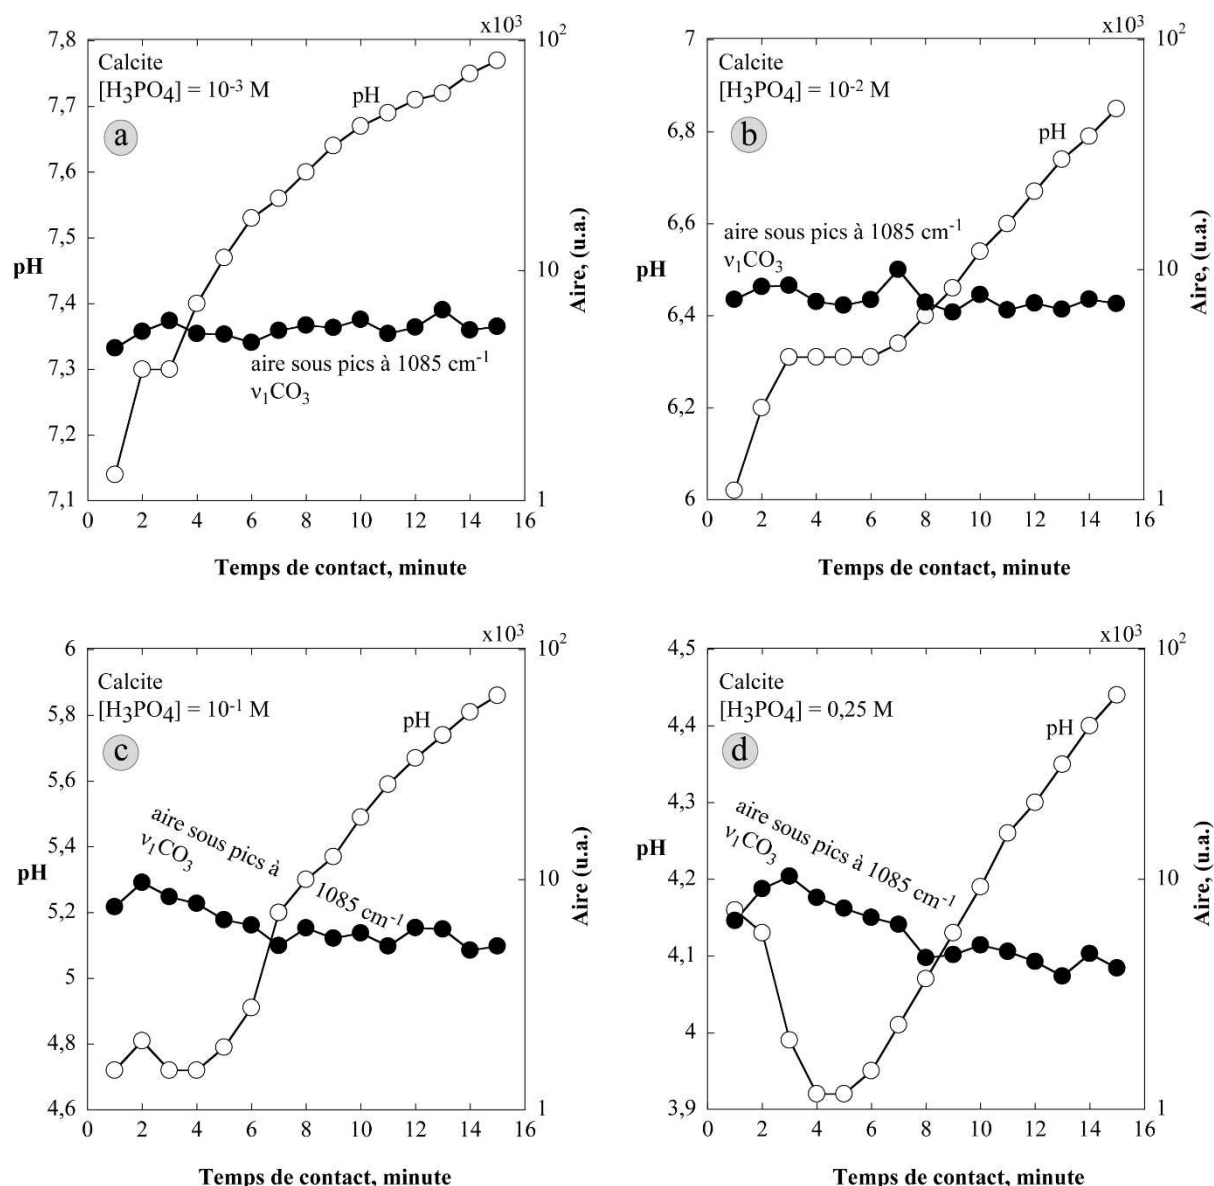 x10³
7,8
10²
Calcite
[H₃PO₄] = 10⁻³ M
pH
7,7
a
7,6
7,5
pH
10
Aire, (u.a.)
7,4
aire sous pics à 1085 cm⁻¹
ν₁CO₃
7,3
7,2
7,1
1
0 2 4 6 8 10 12 14 16
Temps de contact, minute
x10³
7
10²
Calcite
[H₃PO₄] = 10⁻² M
6,8
b
pH
6,6
aire sous pics à 1085 cm⁻¹
ν₁CO₃
pH
10
Aire, (u.a.)
6,4
6,2
6
1
0 2 4 6 8 10 12 14 16
Temps de contact, minute
x10³
6
10²
Calcite
[H₃PO₄] = 10⁻¹ M
5,8
pH
c
5,6
5,4
aire sous pics à
1085 cm⁻¹
ν₁CO₃
pH
10
Aire, (u.a.)
5,2
5
4,8
4,6
1
0 2 4 6 8 10 12 14 16
Temps de contact, minute
x10³
4,5
10²
Calcite
[H₃PO₄] = 0,25 M
4,4
pH
d
4,3
aire sous pics à 1085 cm⁻¹
ν₁CO₃
pH
10
Aire, (u.a.)
4,2
4,1
4
3,9
1
0 2 4 6 8 10 12 14 16
Temps de contact, minute